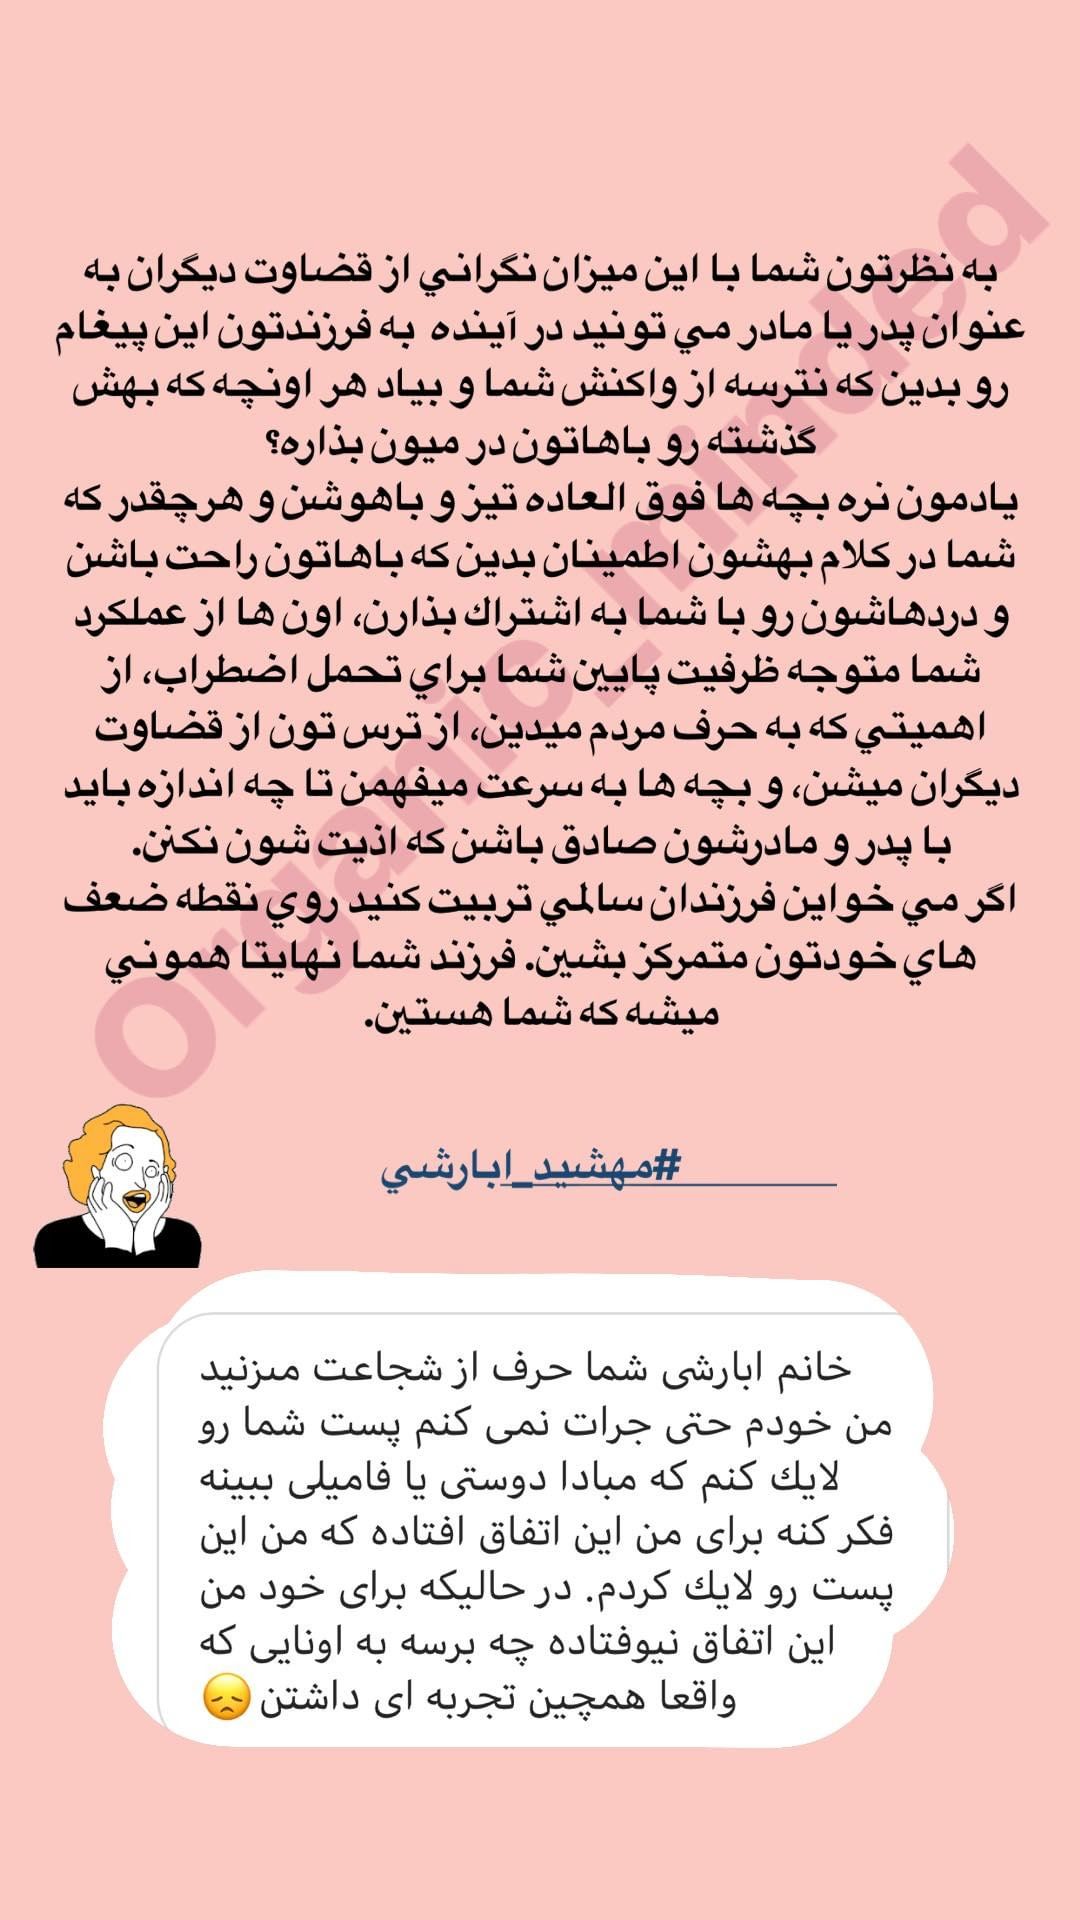 به نظرتون شما با اين ميزان نگراني از قضاوت ديگران به
عنوان پدر يا مادر مي تونيد در آينده به فرزندتون اين پيغام
رو بدين كه نترسه از واكنش شما و بياد هر اونچه كه بهش
گذشته رو باهاتون در ميون بذاره؟
يادمون نره بچه ها فوق العاده تيز و باهوشن و هرچقدر كه
شما در كلام بهشون اطمينان بدين كه باهاتون راحت باشن
و دردهاشون رو با شما به اشتراك بذارن، اون ها از عملكرد
شما متوجه ظرفيت پايين شما براي تحمل اضطراب، از
اهميتي كه به حرف مردم ميدين، از ترس تون از قضاوت
ديگران ميشن، و بچه ها به سرعت ميفهمن تا چه اندازه بايد
با پدر و مادرشون صادق باشن كه اذيت شون نكنن.
اگر مي خواين فرزندان سالمي تربيت كنيد روي نقطه ضعف
هاي خودتون متمركز بشين. فرزند شما نهايتا هموني
ميشه كه شما هستين.
Organic_minded
#مهشيد_ابارشي
خانم ابارشی شما حرف از شجاعت میزنید
من خودم حتی جرات نمی کنم پست شما رو
لایك کنم که مبادا دوستی یا فامیلی ببینه
فکر کنه برای من این اتفاق افتاده که من این
پست رو لایك کردم. در حالیکه برای خود من
این اتفاق نیوفتاده چه برسه به اونایی که
واقعا همچین تجربه ای داشتن 😞